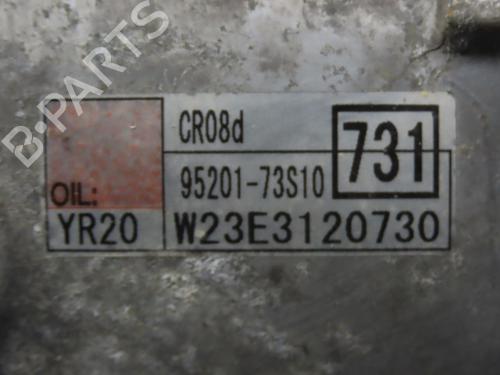 B-PARTS
CR08d
731
95201-73S10
OIL:
YR20
W23E3120730